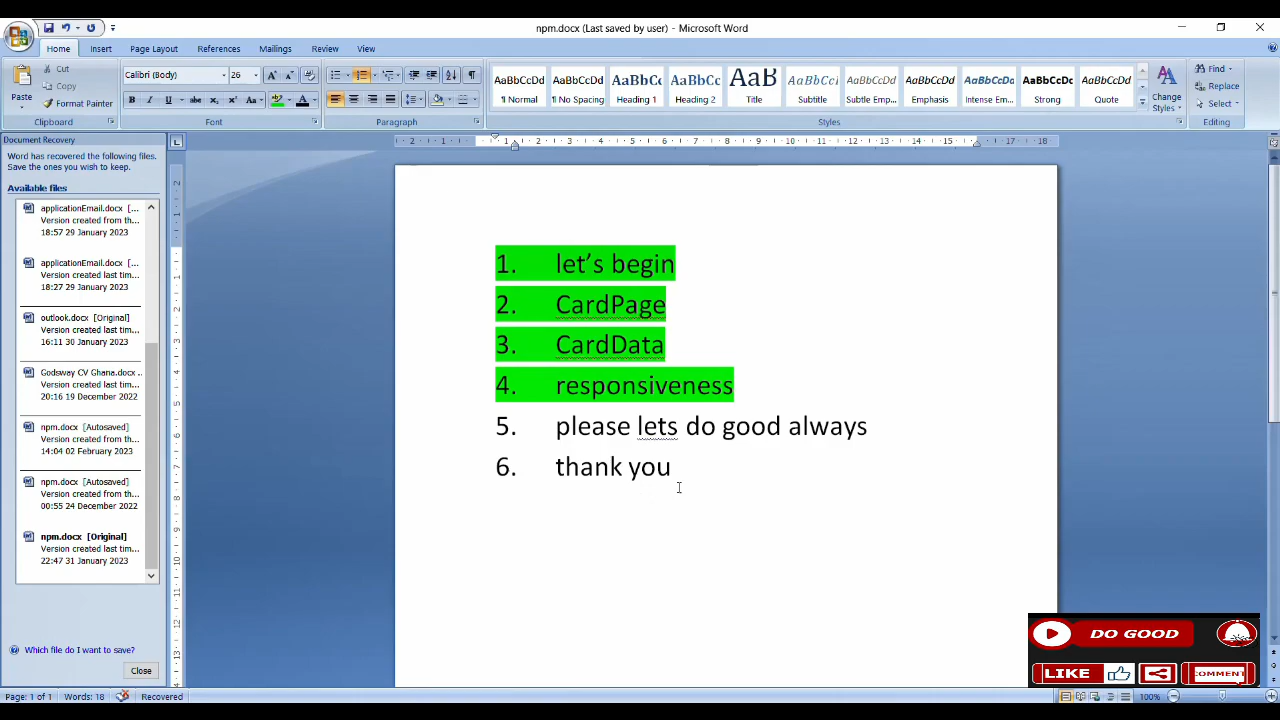 npm.docx (Last saved by user) - Microsoft Word
Home Insert Page Layout References Mailings Review View
Paste
Cut
Copy
Format Painter
Clipboard
Calibri (Body) 26
Font
Paragraph
AaBbCcDd AaBbCcDd AaBbCc AaBbCc AaB AaBbCcDd AaBbCcDd AaBbCcDd AaBbCcDd AaBbCcDd AaBbCcDd
¶ Normal ¶ No Spacing Heading 1 Heading 2 Title Subtitle Subtle Emp... Emphasis Intense Em... Strong Quote
Styles
Change Styles
Find
Replace
Select
Editing
Document Recovery
Word has recovered the following files.
Save the ones you wish to keep.
Available files
applicationEmail.docx [...
Version created from th...
18:57 29 January 2023
applicationEmail.docx [...
Version created last tim...
18:27 29 January 2023
outlook.docx [Original]
Version created last tim...
16:11 30 January 2023
Godsway CV Ghana.docx ...
Version created last tim...
20:16 19 December 2022
npm.docx [Autosaved]
Version created from th...
14:04 02 February 2023
npm.docx [Autosaved]
Version created from th...
00:55 24 December 2022
npm.docx [Original]
Version created last tim...
22:47 31 January 2023
Which file do I want to save?
Close
1. let's begin
2. CardPage
3. CardData
4. responsiveness
5. please lets do good always
6. thank you
DO GOOD
LIKE COMMENT
Page: 1 of 1 Words: 18 Recovered 100%